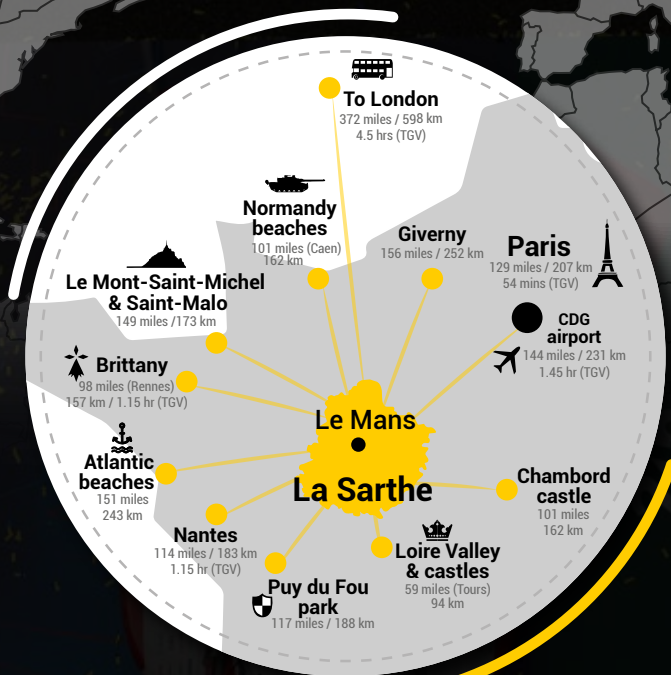 To London
372 miles / 598 km
4.5 hrs (TGV)
Normandy
beaches
101 miles (Caen)
162 km
Giverny
156 miles / 252 km
Paris
129 miles / 207 km
54 mins (TGV)
CDG
airport
144 miles / 231 km
1.45 hr (TGV)
Le Mont-Saint-Michel
& Saint-Malo
149 miles /173 km
Brittany
98 miles (Rennes)
157 km / 1.15 hr (TGV)
Le Mans
La Sarthe
Atlantic
beaches
151 miles
243 km
Chambord
castle
101 miles
162 km
Nantes
114 miles / 183 km
1.15 hr (TGV)
Loire Valley
& castles
59 miles (Tours)
94 km
Puy du Fou
park
117 miles / 188 km